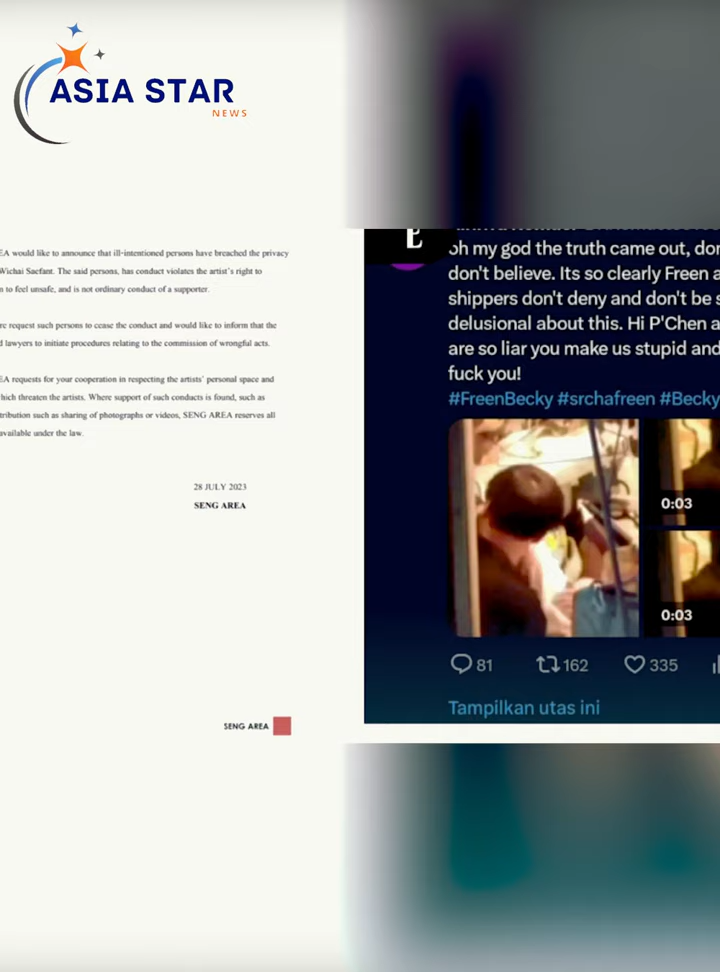 ASIA STAR
NEWS
EA would like to announce that ill-intentioned persons have breached the privacy
Wichai Saefant. The said persons, has conduct violates the artist's right to
n to feel unsafe, and is not ordinary conduct of a supporter.
re request such persons to cease the conduct and would like to inform that the
d lawyers to initiate procedures relating to the commission of wrongful acts.
EA requests for your cooperation in respecting the artists' personal space and
hich threaten the artists. Where support of such conducts is found, such as
tribution such as sharing of photographs or videos, SENG AREA reserves all
available under the law.
28 JULY 2023
SENG AREA
SENG AREA
oh my god the truth came out, don
don't believe. Its so clearly Freen a
shippers don't deny and don't be s
delusional about this. Hi P'Chen a
are so liar you make us stupid and
fuck you!
#FreenBecky #srchafreen #Becky
0:03
0:03
81 162 335
Tampilkan utas ini